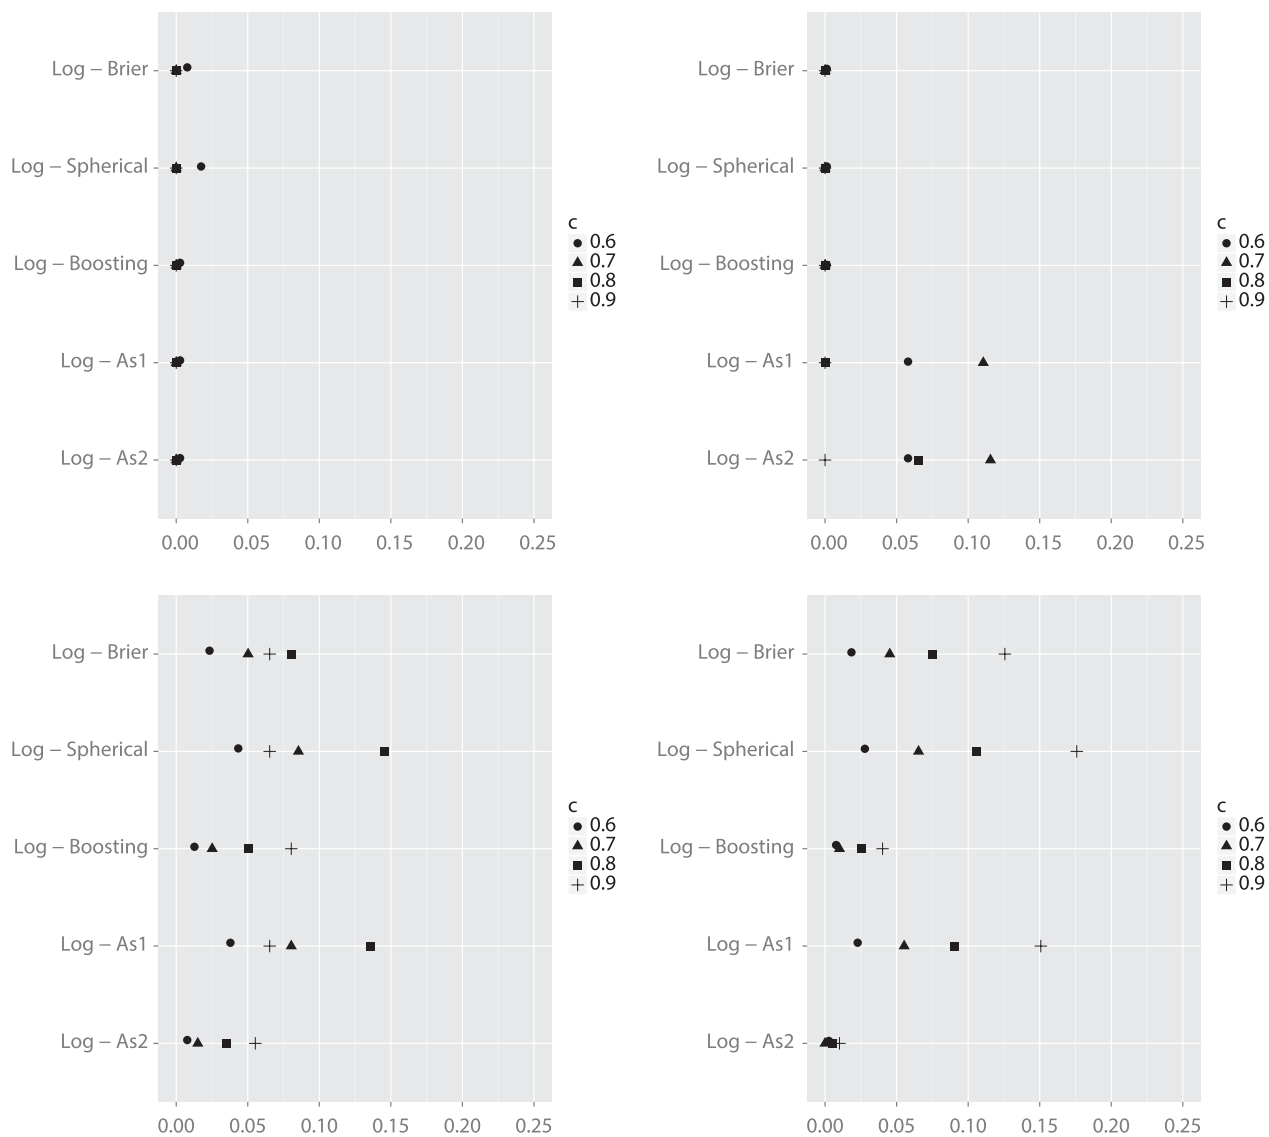 Log – Brier
Log – Spherical
Log – Boosting
Log – As1
Log – As2
0.00 0.05 0.10 0.15 0.20 0.25
c
0.6
0.7
0.8
0.9
Log – Brier
Log – Spherical
Log – Boosting
Log – As1
Log – As2
0.00 0.05 0.10 0.15 0.20 0.25
c
0.6
0.7
0.8
0.9
Log – Brier
Log – Spherical
Log – Boosting
Log – As1
Log – As2
0.00 0.05 0.10 0.15 0.20 0.25
c
0.6
0.7
0.8
0.9
Log – Brier
Log – Spherical
Log – Boosting
Log – As1
Log – As2
0.00 0.05 0.10 0.15 0.20 0.25
c
0.6
0.7
0.8
0.9